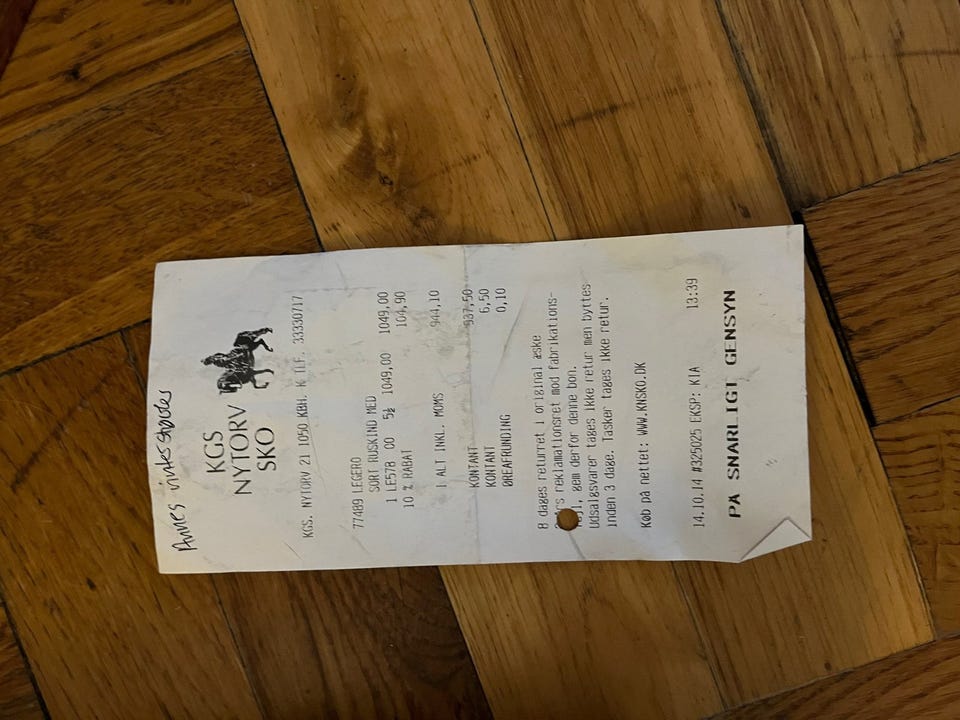 Annes vinksstøvler
KGS
NYTORV
SKO
KGS. NYTORV 21 1050 KBH. K TLF. 33330717
77489 LEGERO
SORT RUSKIND MED
1 LE578 00 5½ 1049,00 1049,00
10 % RABAT 104,90
I ALT INKL. MOMS 944,10
KONTANT 937,50
KONTANT 6,50
ØREAFRUNDING 0,10
8 dages returret i original æske
reklamationsret mod fabrikations-
gem derfor denne bon.
Udsalgsvarer tages ikke retur men byttes
inden 3 dage. Tasker tages ikke retur.
Køb på nettet: WWW.KNSKO.DK
14.10.14 #325025 EKSP: KIA 13:39
PÅ SNARLIGT GENSYN